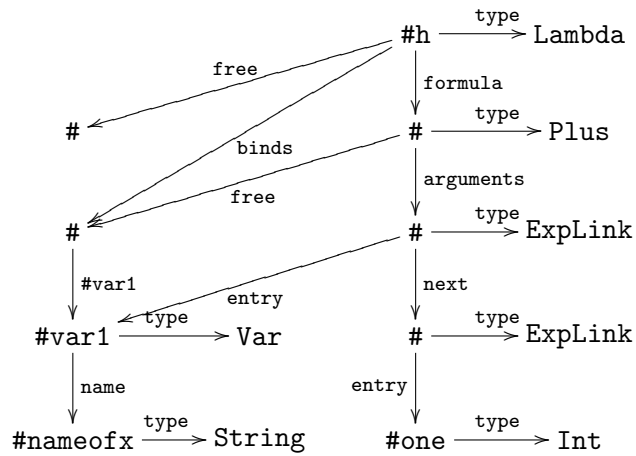 #h type Lambda
free formula
# # type Plus
binds
free arguments
# # type ExpLink
#var1 entry next
#var1 type Var # type ExpLink
name entry
#nameofx type String #one type Int